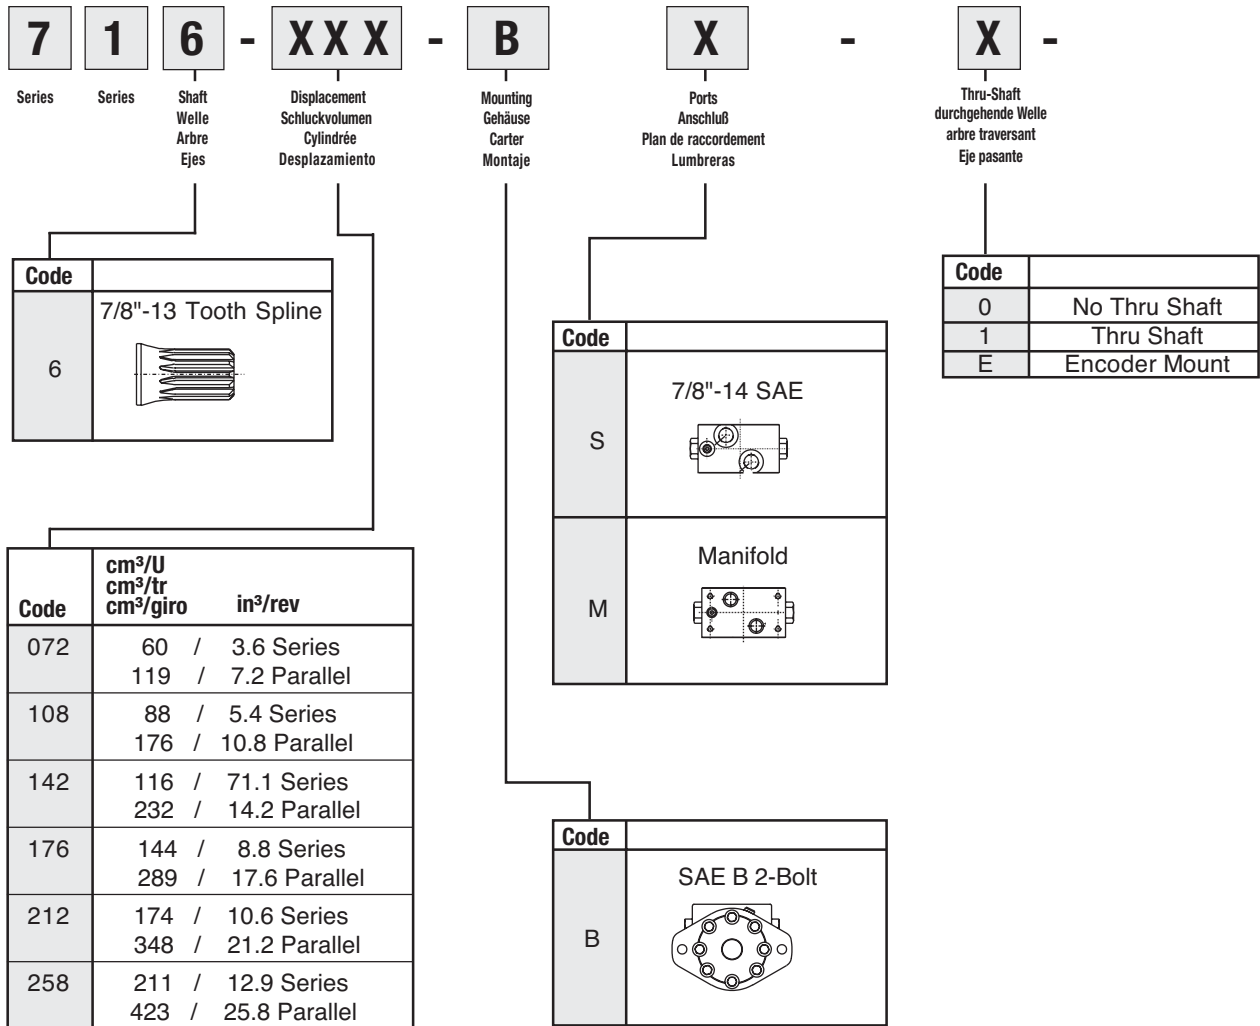 7 1 6 - X X X - B X - X -
Series Series Shaft Displacement Mounting Ports Thru-Shaft
Welle Schluckvolumen Gehäuse Anschluß durchgehende Welle
Arbre Cylindrée Carter Plan de raccordement arbre traversant
Ejes Desplazamiento Montaje Lumbreras Eje pasante
Code
7/8"-13 Tooth Spline
6
Code
cm³/U
cm³/tr
cm³/giro in³/rev
072 60 / 3.6 Series
119 / 7.2 Parallel
108 88 / 5.4 Series
176 / 10.8 Parallel
142 116 / 71.1 Series
232 / 14.2 Parallel
176 144 / 8.8 Series
289 / 17.6 Parallel
212 174 / 10.6 Series
348 / 21.2 Parallel
258 211 / 12.9 Series
423 / 25.8 Parallel
Code
7/8"-14 SAE
S
Manifold
M
Code
SAE B 2-Bolt
B
Code
0 No Thru Shaft
1 Thru Shaft
E Encoder Mount